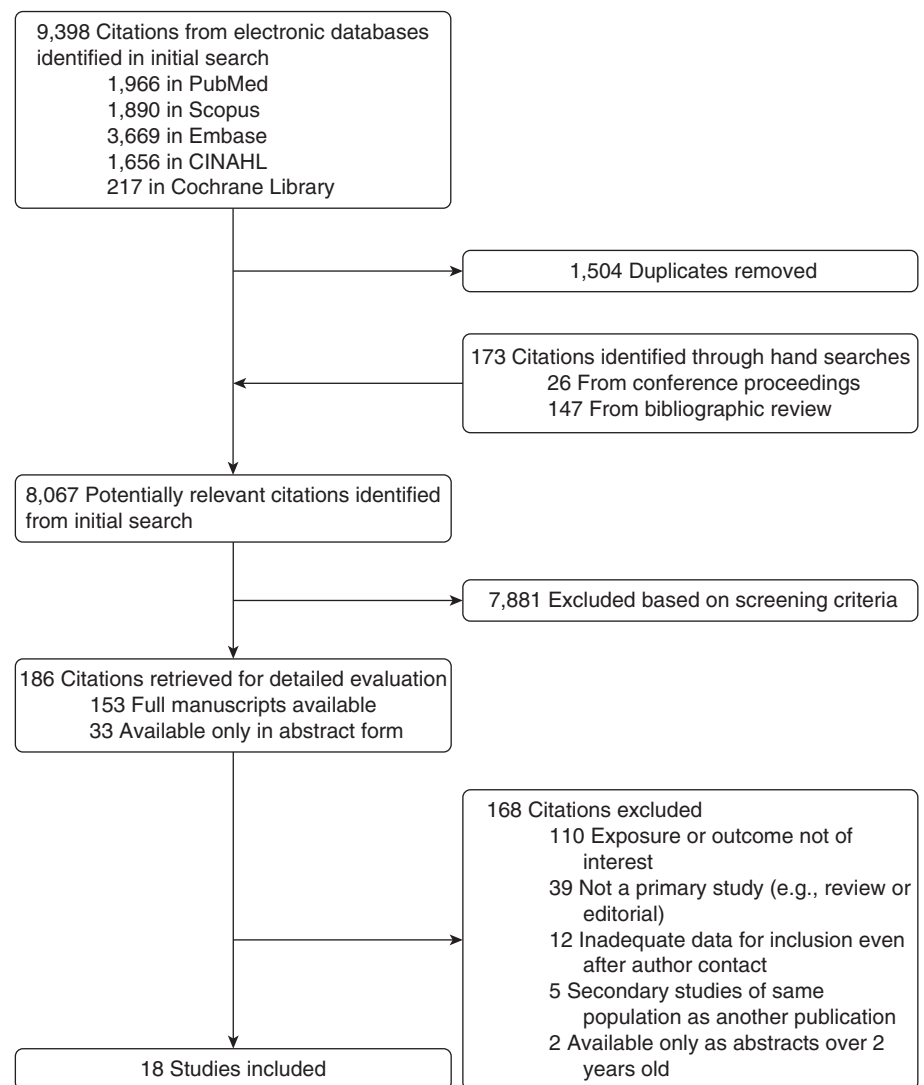 9,398 Citations from electronic databases
identified in initial search
1,966 in PubMed
1,890 in Scopus
3,669 in Embase
1,656 in CINAHL
217 in Cochrane Library
1,504 Duplicates removed
173 Citations identified through hand searches
26 From conference proceedings
147 From bibliographic review
8,067 Potentially relevant citations identified
from initial search
7,881 Excluded based on screening criteria
186 Citations retrieved for detailed evaluation
153 Full manuscripts available
33 Available only in abstract form
168 Citations excluded
110 Exposure or outcome not of
interest
39 Not a primary study (e.g., review or
editorial)
12 Inadequate data for inclusion even
after author contact
5 Secondary studies of same
population as another publication
2 Available only as abstracts over 2
years old
18 Studies included